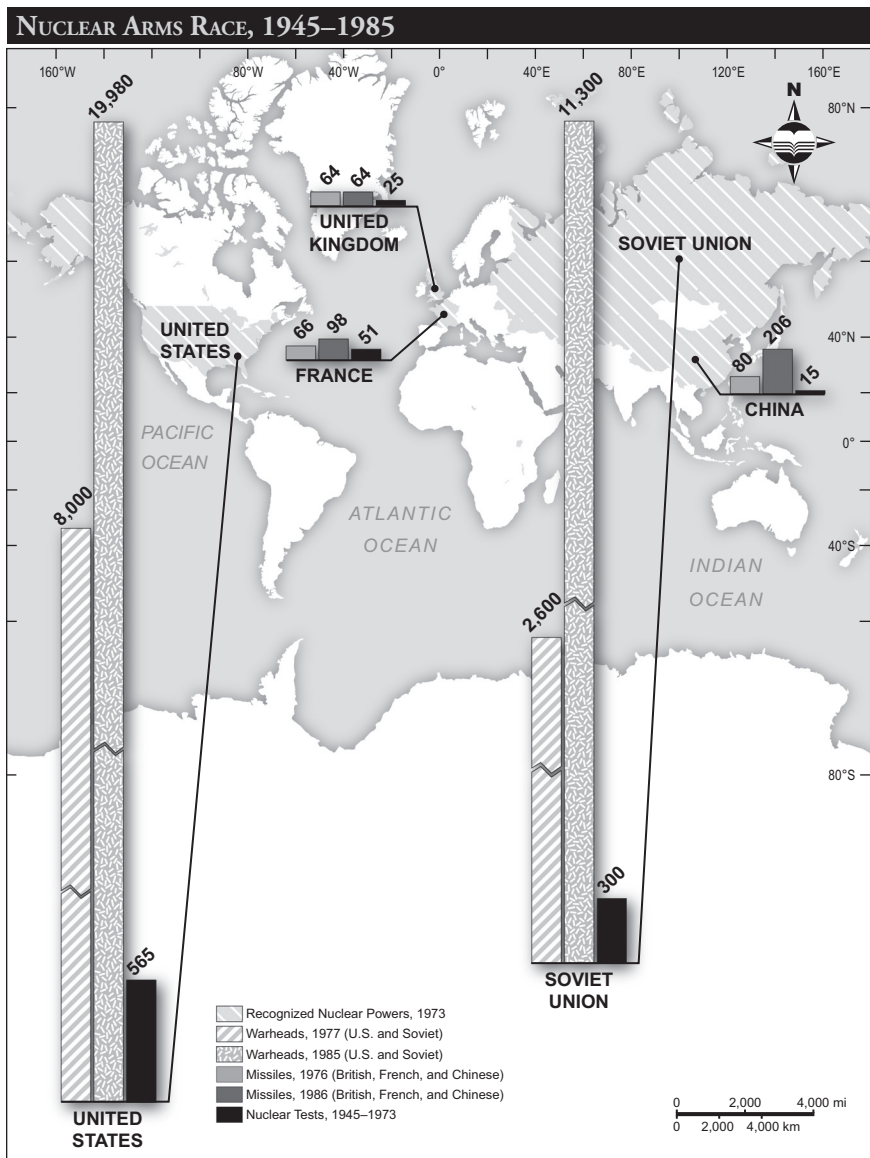 NUCLEAR ARMS RACE, 1945–1985
160°W 80°W 40°W 0° 40°E 80°E 120°E 160°E
19,980
11,300
N
80°N
64 64 25
UNITED
KINGDOM
SOVIET UNION
UNITED
STATES
66 98 51
FRANCE
40°N
80 206 15
CHINA
PACIFIC
OCEAN
0°
8,000
ATLANTIC
OCEAN
40°S
INDIAN
OCEAN
2,600
80°S
300
SOVIET
UNION
565
UNITED
STATES
Recognized Nuclear Powers, 1973
Warheads, 1977 (U.S. and Soviet)
Warheads, 1985 (U.S. and Soviet)
Missiles, 1976 (British, French, and Chinese)
Missiles, 1986 (British, French, and Chinese)
Nuclear Tests, 1945–1973
0 2,000 4,000 mi
0 2,000 4,000 km